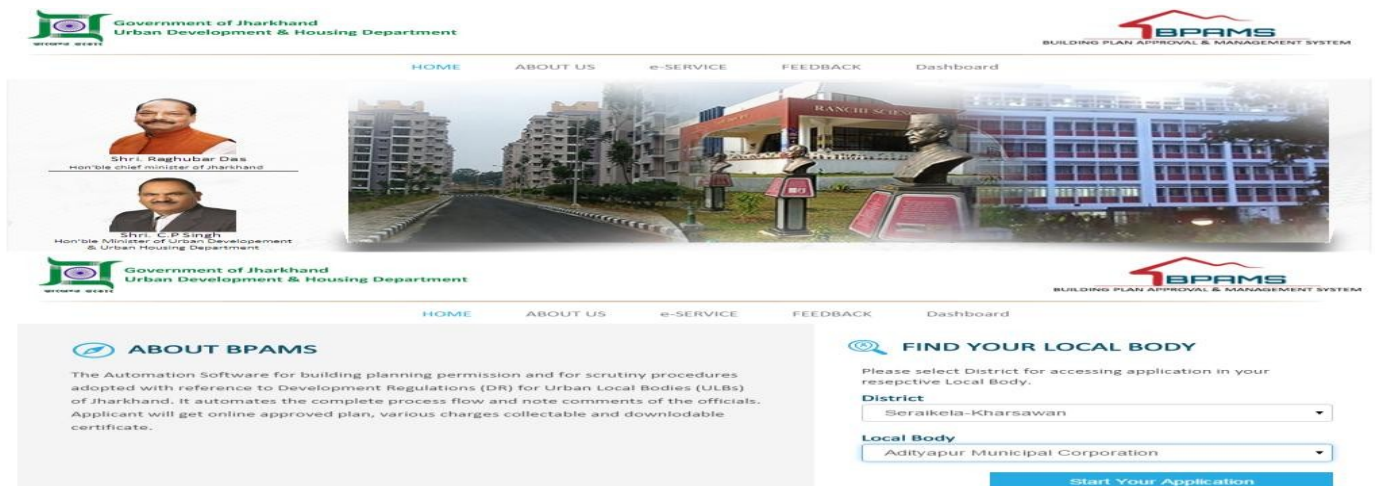 Government of Jharkhand
Urban Development & Housing Department
BPAMS
BUILDING PLAN APPROVAL & MANAGEMENT SYSTEM
HOME ABOUT US e-SERVICE FEEDBACK Dashboard
Shri. Raghubar Das
Hon'ble chief minister of Jharkhand
Shri. C.P Singh
Hon'ble Minister of Urban Developement
& Urban Housing Department
RANCHI SCIEN
Government of Jharkhand
Urban Development & Housing Department
BPAMS
BUILDING PLAN APPROVAL & MANAGEMENT SYSTEM
HOME ABOUT US e-SERVICE FEEDBACK Dashboard
ABOUT BPAMS
The Automation Software for building planning permission and for scrutiny procedures
adopted with reference to Development Regulations (DR) for Urban Local Bodies (ULBs)
of Jharkhand. It automates the complete process flow and note comments of the officials.
Applicant will get online approved plan, various charges collectable and downlodable
certificate.
FIND YOUR LOCAL BODY
Please select District for accessing application in your
resepctive Local Body.
District
Seraikela-Kharsawan
Local Body
Adityapur Municipal Corporation
Start Your Application